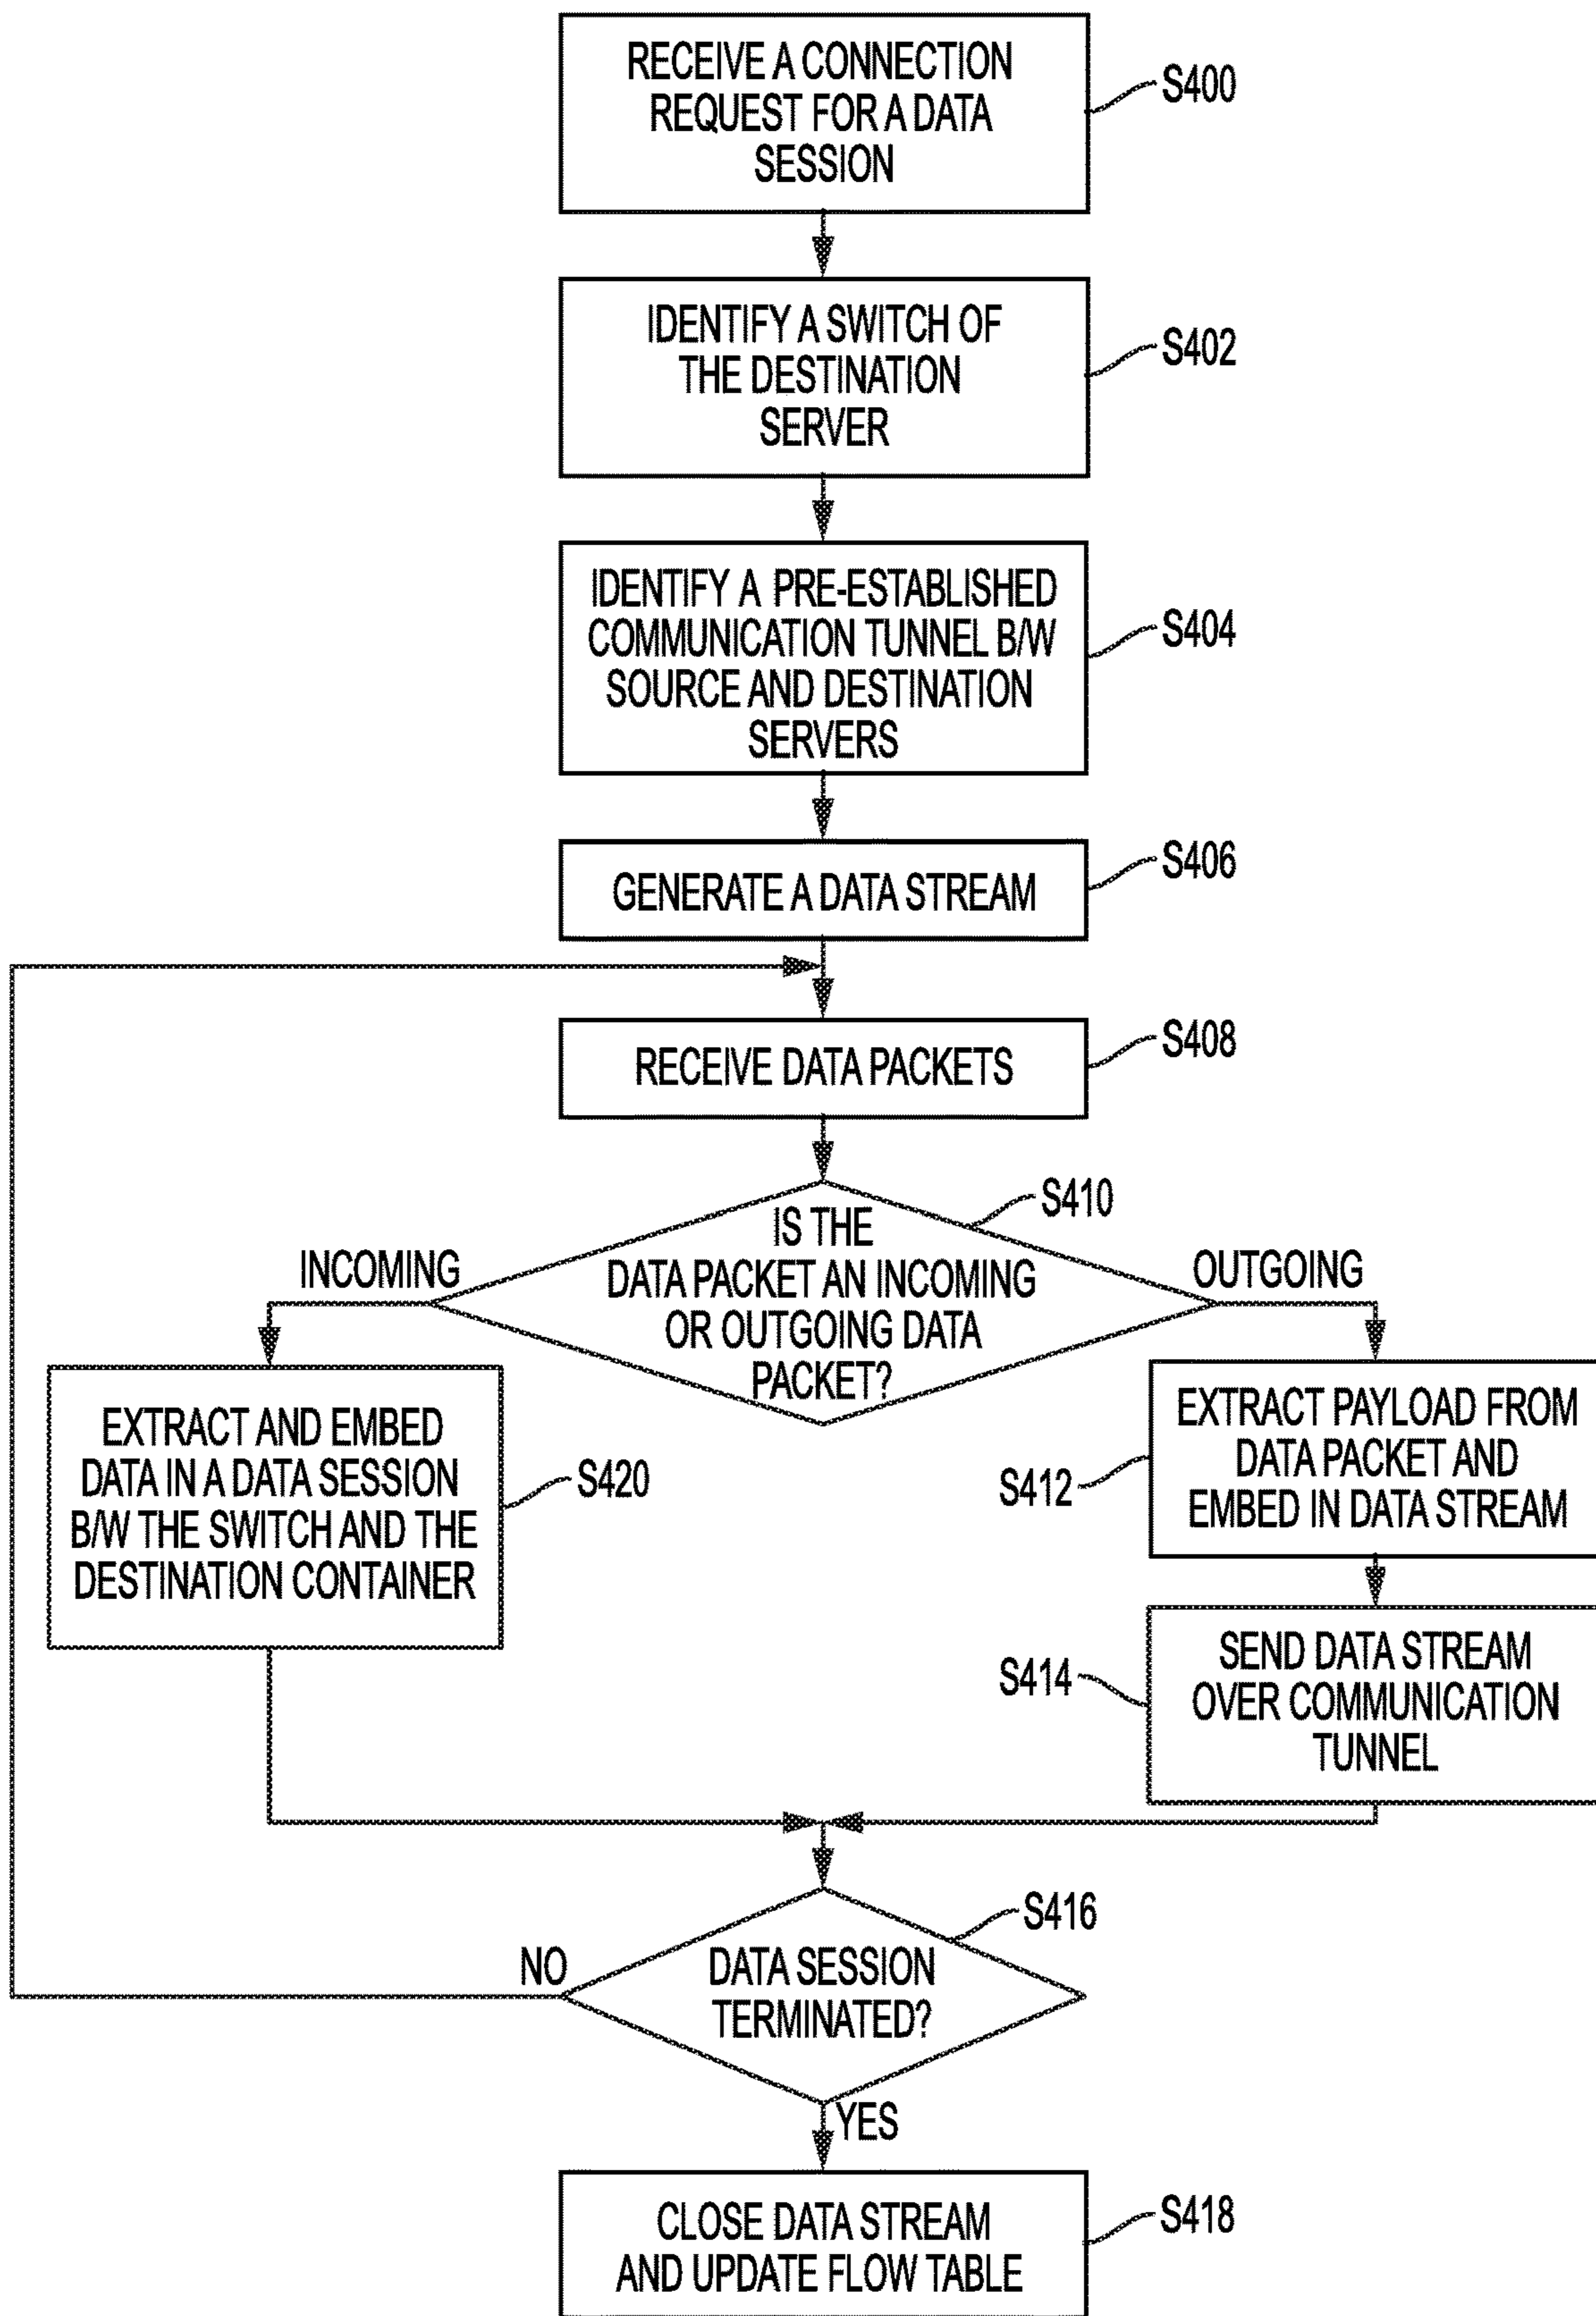 RECEIVE A CONNECTION
REQUEST FOR A DATA
SESSION
S400
IDENTIFY A SWITCH OF
THE DESTINATION
SERVER
S402
IDENTIFY A PRE-ESTABLISHED
COMMUNICATION TUNNEL B/W
SOURCE AND DESTINATION
SERVERS
S404
GENERATE A DATA STREAM
S406
RECEIVE DATA PACKETS
S408
IS THE
DATA PACKET AN INCOMING
OR OUTGOING DATA
PACKET?
S410
INCOMING
OUTGOING
EXTRACT AND EMBED
DATA IN A DATA SESSION
B/W THE SWITCH AND THE
DESTINATION CONTAINER
S420
EXTRACT PAYLOAD FROM
DATA PACKET AND
EMBED IN DATA STREAM
S412
SEND DATA STREAM
OVER COMMUNICATION
TUNNEL
S414
DATA SESSION
TERMINATED?
S416
NO
YES
CLOSE DATA STREAM
AND UPDATE FLOW TABLE
S418